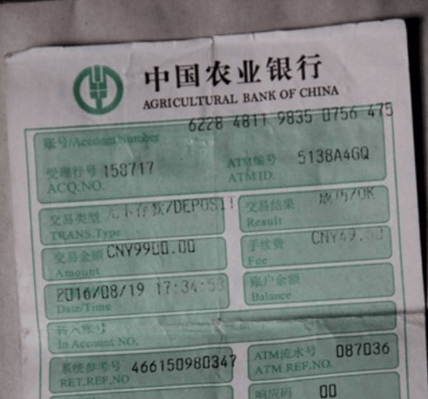 中国农业银行
AGRICULTURAL BANK OF CHINA
6228 4811 9835 0756 475
账号/Account Number
受理行号 158717 ATM编号 5138A4GQ
ACQ.NO. ATM ID.
交易类型 无卡存款/DEPOSIT 交易结果 成功/OK
TRANS.Type Result
交易金额 CNY9900.00 手续费 CNY49.50
Amount Fee
2016/08/19 17:34:53 账户余额
Date/Time Balance
转入账号
In Account NO.
系统参考号 466150980347 ATM流水号 087036
RET.REF.NO ATM REF.NO.
响应码 00